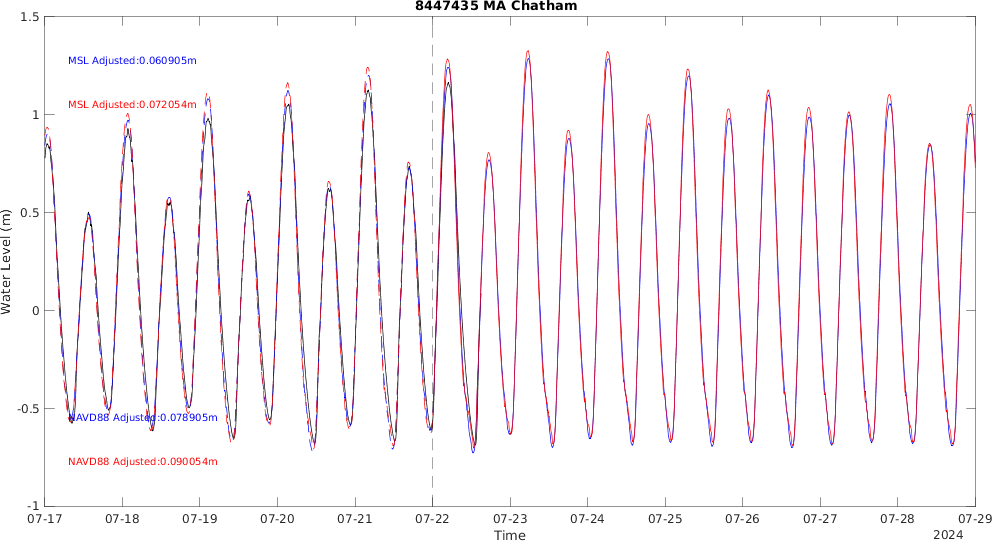 8447435 MA Chatham
1.5
MSL Adjusted:0.060905m
MSL Adjusted:0.072054m
1
0.5
Water Level (m)
0
-0.5
NAVD88 Adjusted:0.078905m
NAVD88 Adjusted:0.090054m
-1
07-17 07-18 07-19 07-20 07-21 07-22 07-23 07-24 07-25 07-26 07-27 07-28 07-29
Time
2024